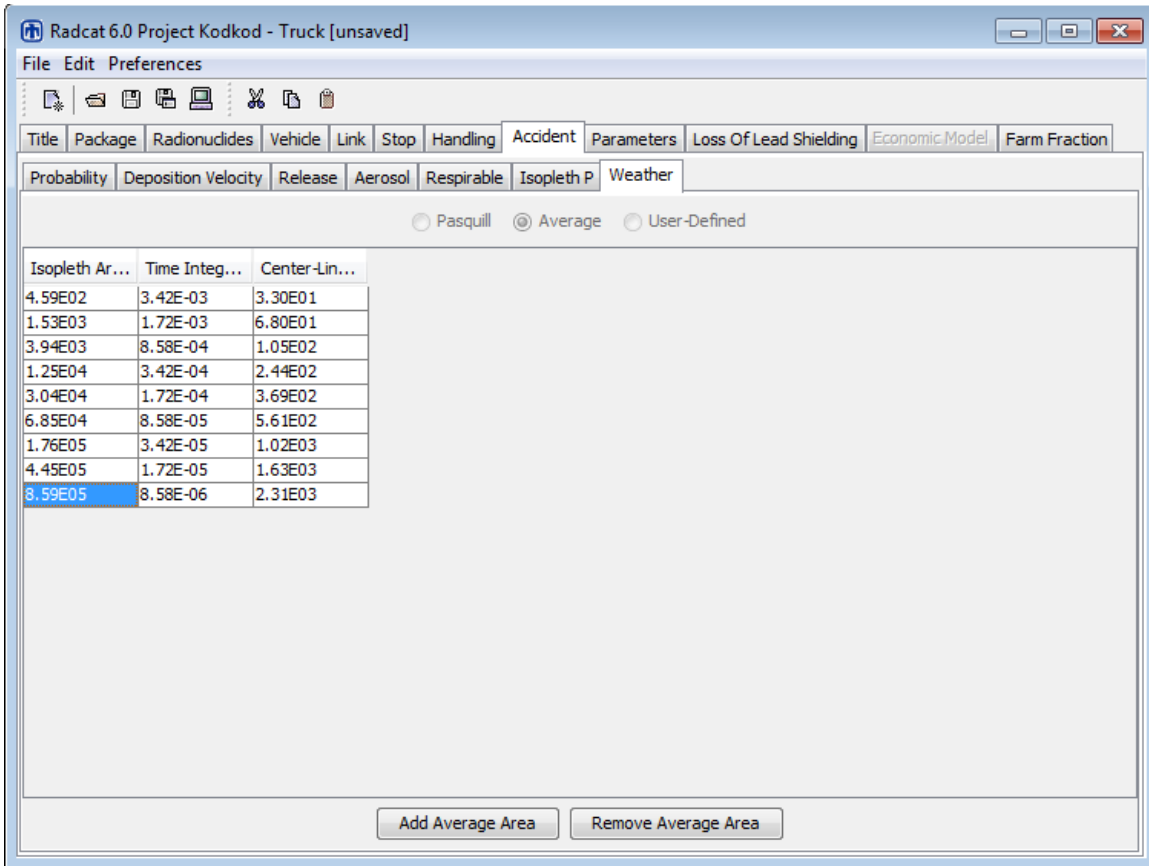 Radcat 6.0 Project Kodkod - Truck [unsaved]
File Edit Preferences
Title Package Radionuclides Vehicle Link Stop Handling Accident Parameters Loss Of Lead Shielding Economic Model Farm Fraction
Probability Deposition Velocity Release Aerosol Respirable Isopleth P Weather
Pasquill Average User-Defined
Isopleth Ar... Time Integ... Center-Lin...
4.59E02 3.42E-03 3.30E01
1.53E03 1.72E-03 6.80E01
3.94E03 8.58E-04 1.05E02
1.25E04 3.42E-04 2.44E02
3.04E04 1.72E-04 3.69E02
6.85E04 8.58E-05 5.61E02
1.76E05 3.42E-05 1.02E03
4.45E05 1.72E-05 1.63E03
8.59E05 8.58E-06 2.31E03
Add Average Area Remove Average Area